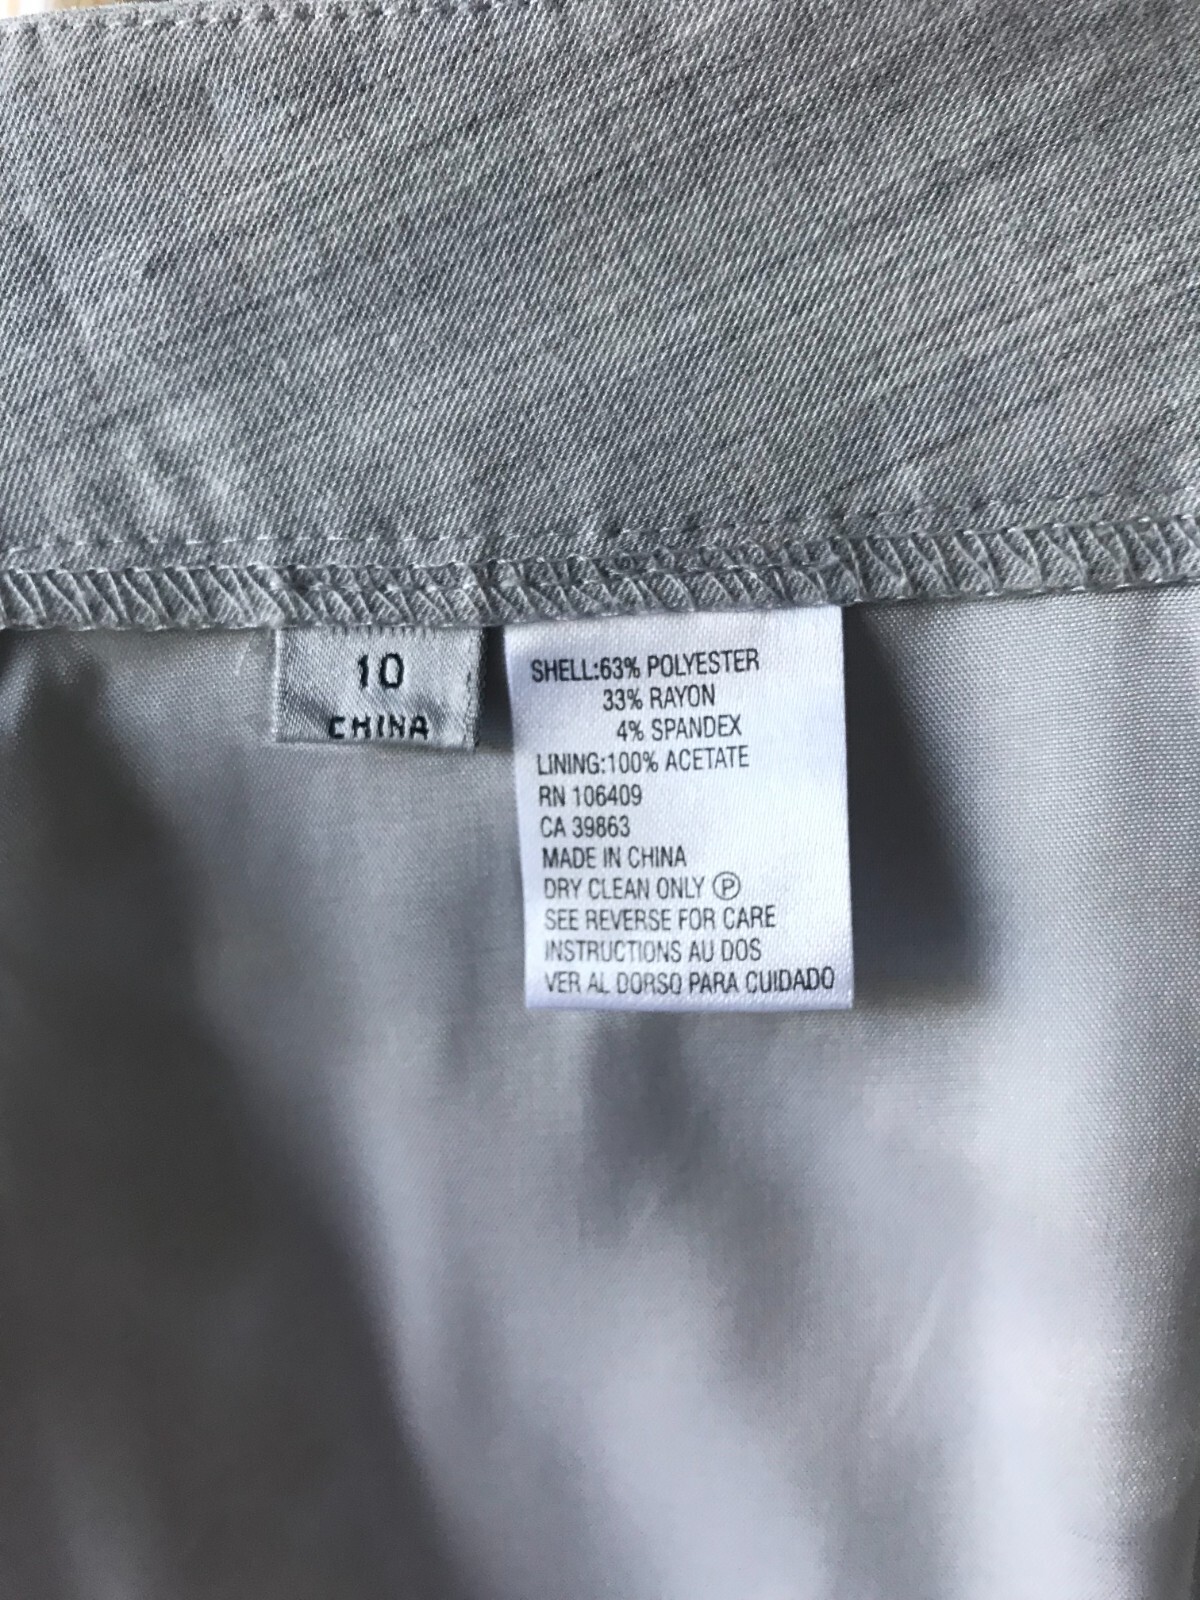 10
CHINA
SHELL:63% POLYESTER
33% RAYON
4% SPANDEX
LINING:100% ACETATE
RN 106409
CA 39863
MADE IN CHINA
DRY CLEAN ONLY Ⓟ
SEE REVERSE FOR CARE
INSTRUCTIONS AU DOS
VER AL DORSO PARA CUIDADO